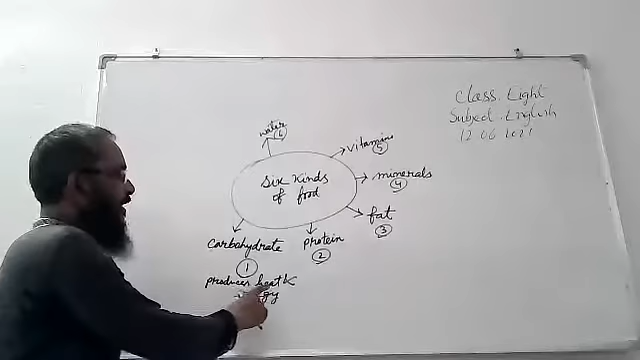 Class. Eight
Subject. English
12 06 2021
water
6
vitamins
5
six kinds
of food
minerals
4
fat
3
carbohydrate
1
protein
2
produces heat &